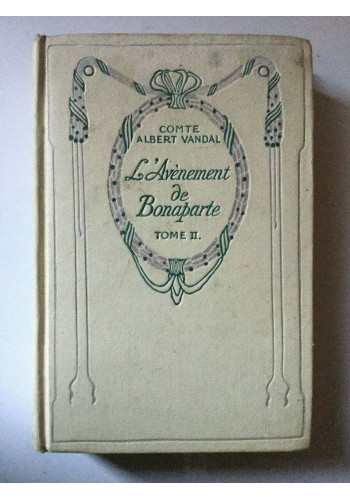 COMTE
ALBERT VANDAL
L'Avènement
de
Bonaparte
TOME II.